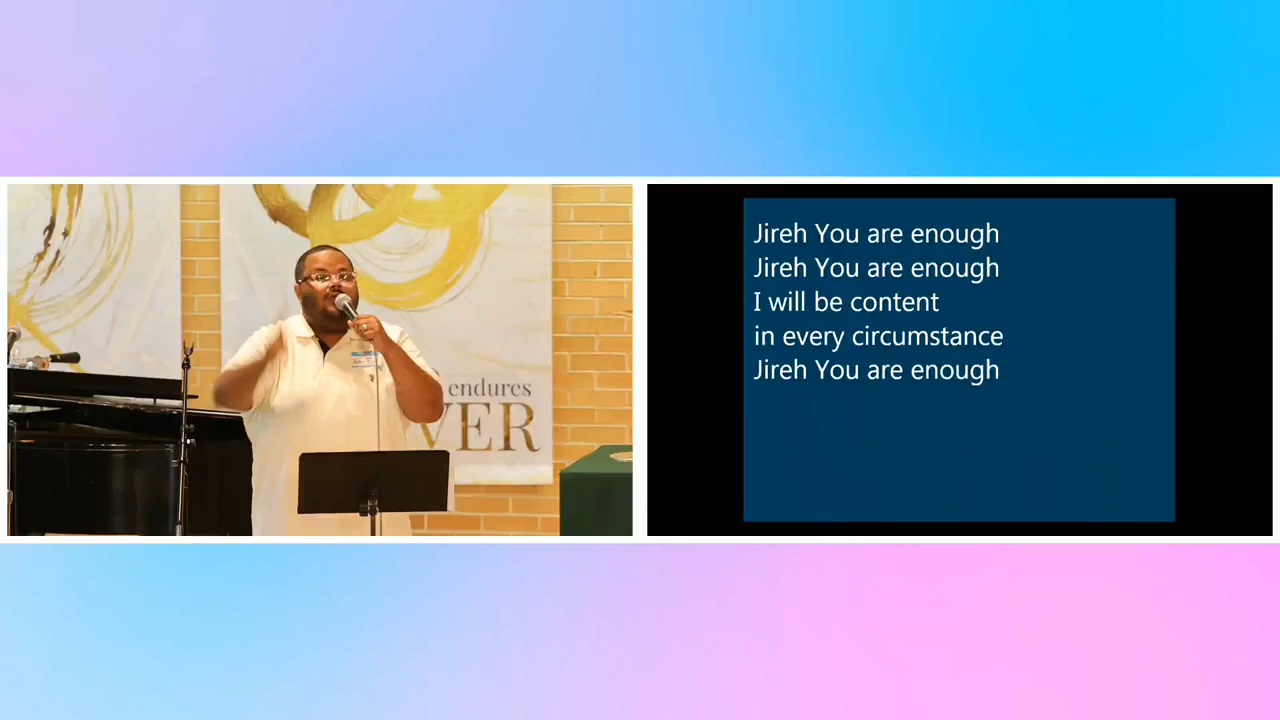 endures
VER
Jireh You are enough
Jireh You are enough
I will be content
in every circumstance
Jireh You are enough